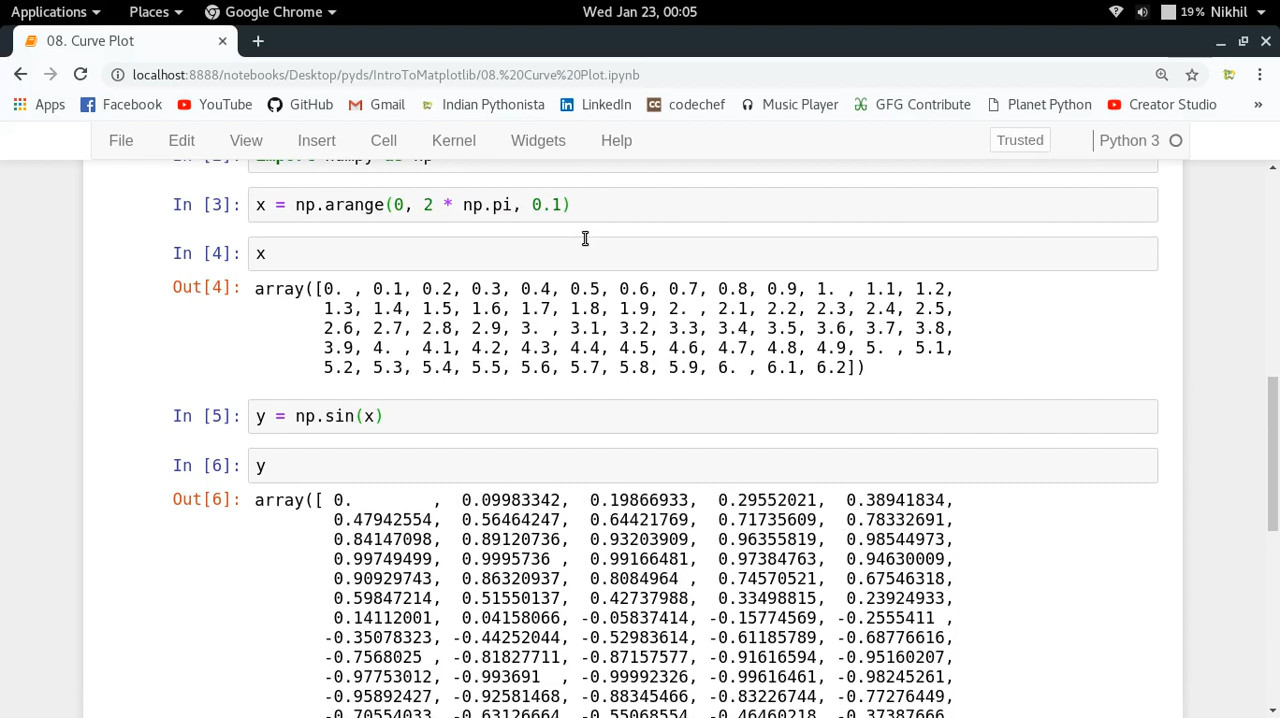 Applications Places Google Chrome Wed Jan 23, 00:05 19% Nikhil
08. Curve Plot
localhost:8888/notebooks/Desktop/pyds/IntroToMatplotlib/08.%20Curve%20Plot.ipynb
Apps Facebook YouTube GitHub Gmail Indian Pythonista LinkedIn codechef Music Player GFG Contribute Planet Python Creator Studio »
File Edit View Insert Cell Kernel Widgets Help Trusted Python 3
In [2]: import numpy as np
In [3]: x = np.arange(0, 2 * np.pi, 0.1)
In [4]: x
Out[4]: array([0. , 0.1, 0.2, 0.3, 0.4, 0.5, 0.6, 0.7, 0.8, 0.9, 1. , 1.1, 1.2,
1.3, 1.4, 1.5, 1.6, 1.7, 1.8, 1.9, 2. , 2.1, 2.2, 2.3, 2.4, 2.5,
2.6, 2.7, 2.8, 2.9, 3. , 3.1, 3.2, 3.3, 3.4, 3.5, 3.6, 3.7, 3.8,
3.9, 4. , 4.1, 4.2, 4.3, 4.4, 4.5, 4.6, 4.7, 4.8, 4.9, 5. , 5.1,
5.2, 5.3, 5.4, 5.5, 5.6, 5.7, 5.8, 5.9, 6. , 6.1, 6.2])
In [5]: y = np.sin(x)
In [6]: y
Out[6]: array([ 0. , 0.09983342, 0.19866933, 0.29552021, 0.38941834,
0.47942554, 0.56464247, 0.64421769, 0.71735609, 0.78332691,
0.84147098, 0.89120736, 0.93203909, 0.96355819, 0.98544973,
0.99749499, 0.9995736 , 0.99166481, 0.97384763, 0.94630009,
0.90929743, 0.86320937, 0.8084964 , 0.74570521, 0.67546318,
0.59847214, 0.51550137, 0.42737988, 0.33498815, 0.23924933,
0.14112001, 0.04158066, -0.05837414, -0.15774569, -0.2555411 ,
-0.35078323, -0.44252044, -0.52983614, -0.61185789, -0.68776616,
-0.7568025 , -0.81827711, -0.87157577, -0.91616594, -0.95160207,
-0.97753012, -0.993691 , -0.99992326, -0.99616461, -0.98245261,
-0.95892427, -0.92581468, -0.88345466, -0.83226744, -0.77276449,
-0.70554033, -0.63126664, -0.55068554, -0.46460218, -0.37387666,